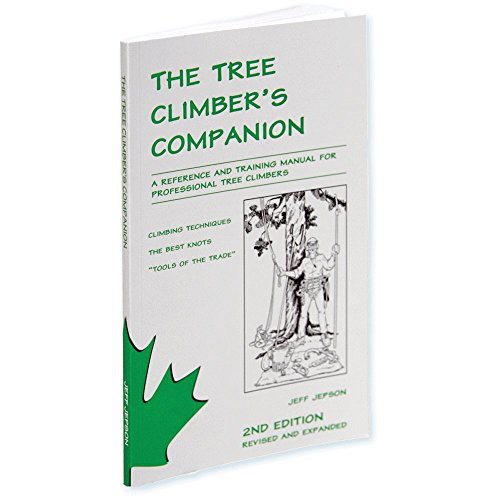 THE TREE
CLIMBER'S
COMPANION
A REFERENCE AND TRAINING MANUAL FOR
PROFESSIONAL TREE CLIMBERS
CLIMBING TECHNIQUES
THE BEST KNOTS
"TOOLS OF THE TRADE"
JEFF JEPSON
2ND EDITION
REVISED AND EXPANDED
THE TREE CLIMBER'S COMPANION
JEFF JEPSON